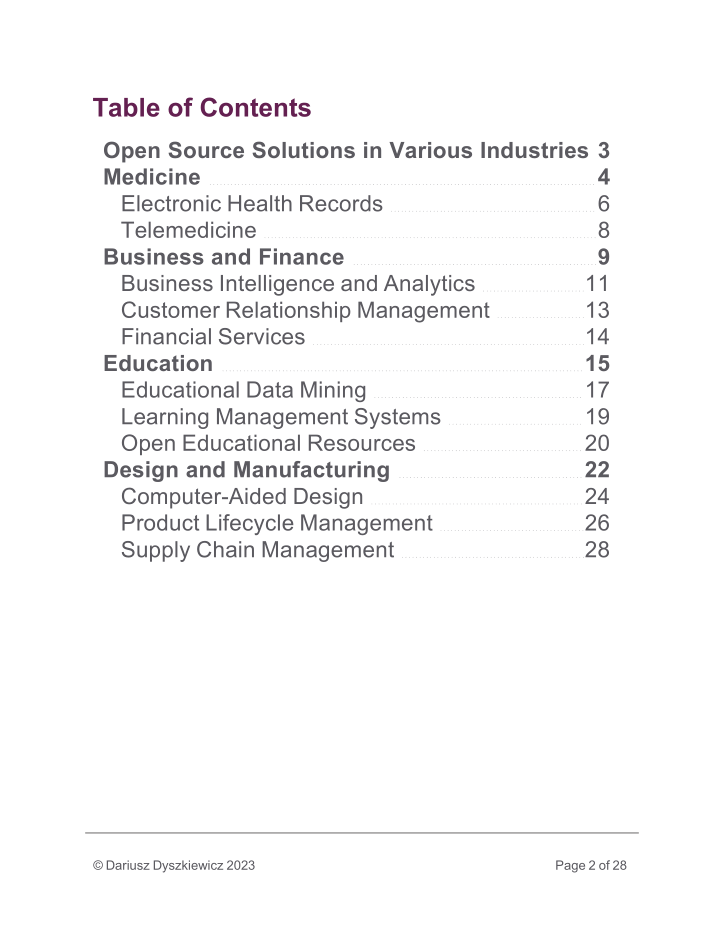 Table of Contents
Open Source Solutions in Various Industries 3
Medicine 4
Electronic Health Records 6
Telemedicine 8
Business and Finance 9
Business Intelligence and Analytics 11
Customer Relationship Management 13
Financial Services 14
Education 15
Educational Data Mining 17
Learning Management Systems 19
Open Educational Resources 20
Design and Manufacturing 22
Computer-Aided Design 24
Product Lifecycle Management 26
Supply Chain Management 28
© Dariusz Dyszkiewicz 2023 Page 2 of 28